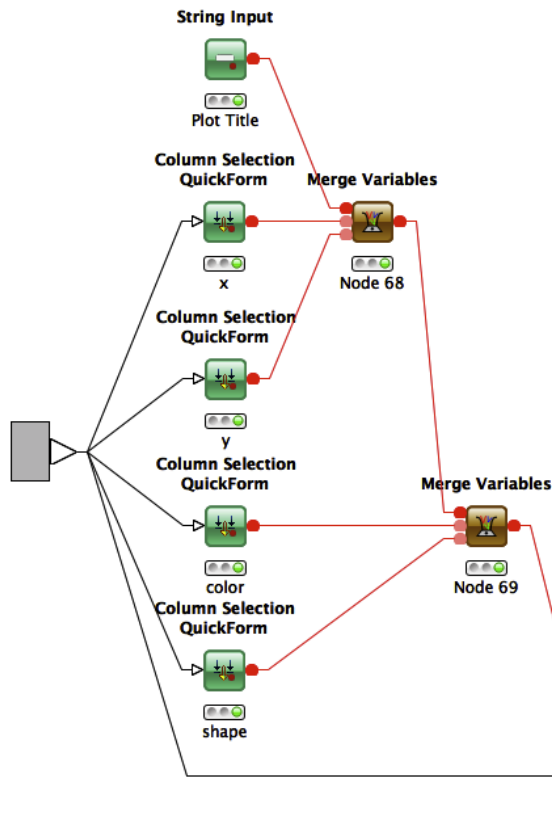 String Input
Plot Title
Column Selection
QuickForm
Merge Variables
x
Node 68
Column Selection
QuickForm
y
Column Selection
QuickForm
Merge Variables
color
Node 69
Column Selection
QuickForm
shape